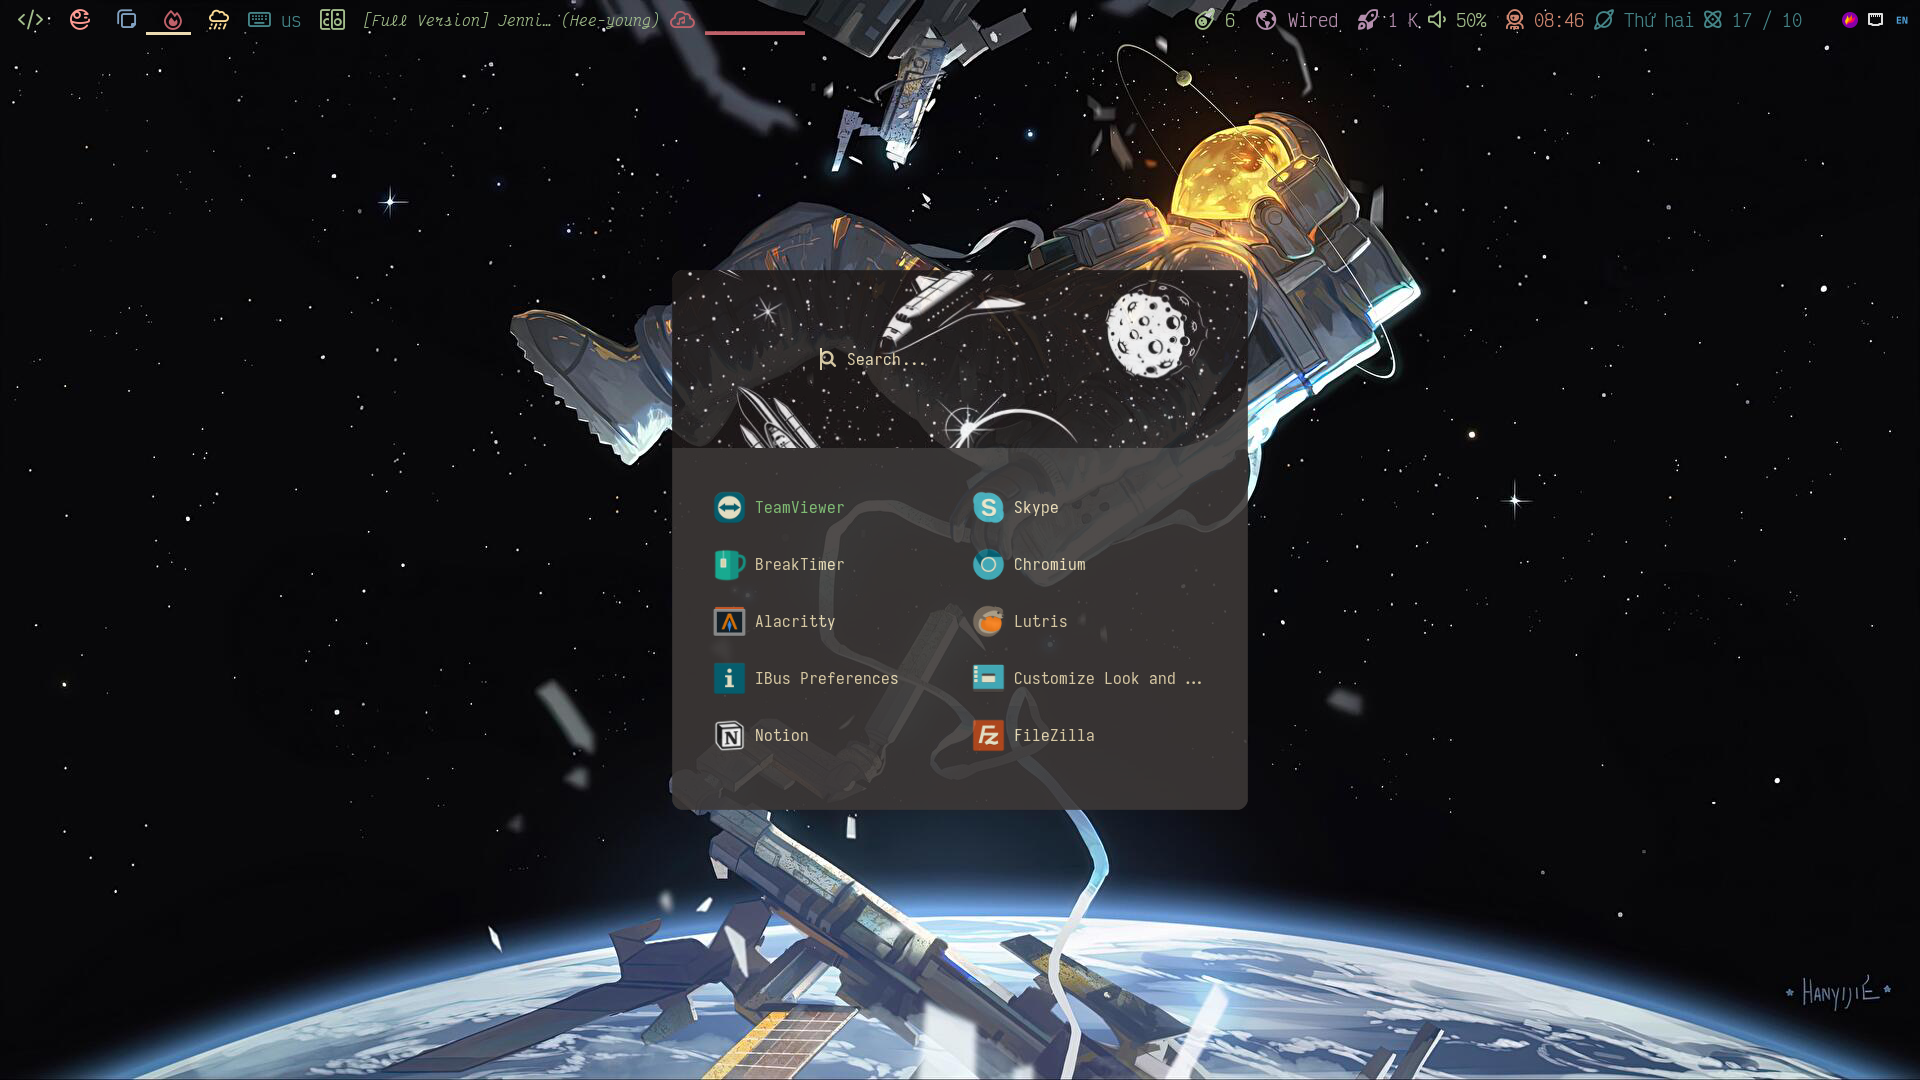 us [Full Version] Jenni… (Hee-young) 6 Wired 1 K 50% 08:46 Thứ hai 17 / 10 EN
Search...
TeamViewer Skype
BreakTimer Chromium
Alacritty Lutris
IBus Preferences Customize Look and ...
Notion FileZilla
HANYIJIE